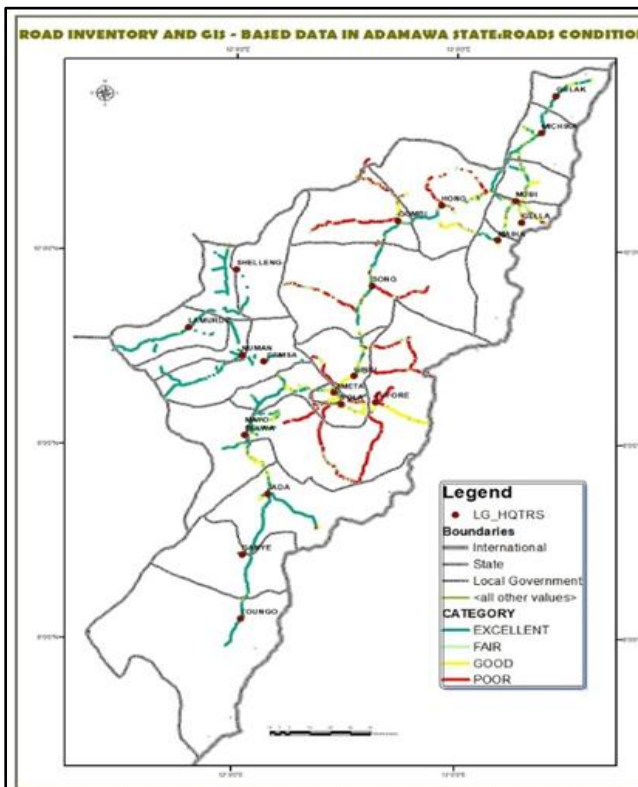 ROAD INVENTORY AND GIS - BASED DATA IN ADAMAWA STATE:ROADS CONDITION
GELAK
MICHIKA
MUBI
HONG
GELLA
GOMBI
MAIHA
SHELLENG
SONG
LAMURDE
NUMAN
DEMSA
GIREI
JIMETA
YOLA
FUFORE
MAYO
BELWA
JADA
GANYE
TOUNGO
Legend
LG_HQTRS
Boundaries
International
State
Local Government
<all other values>
CATEGORY
EXCELLENT
FAIR
GOOD
POOR